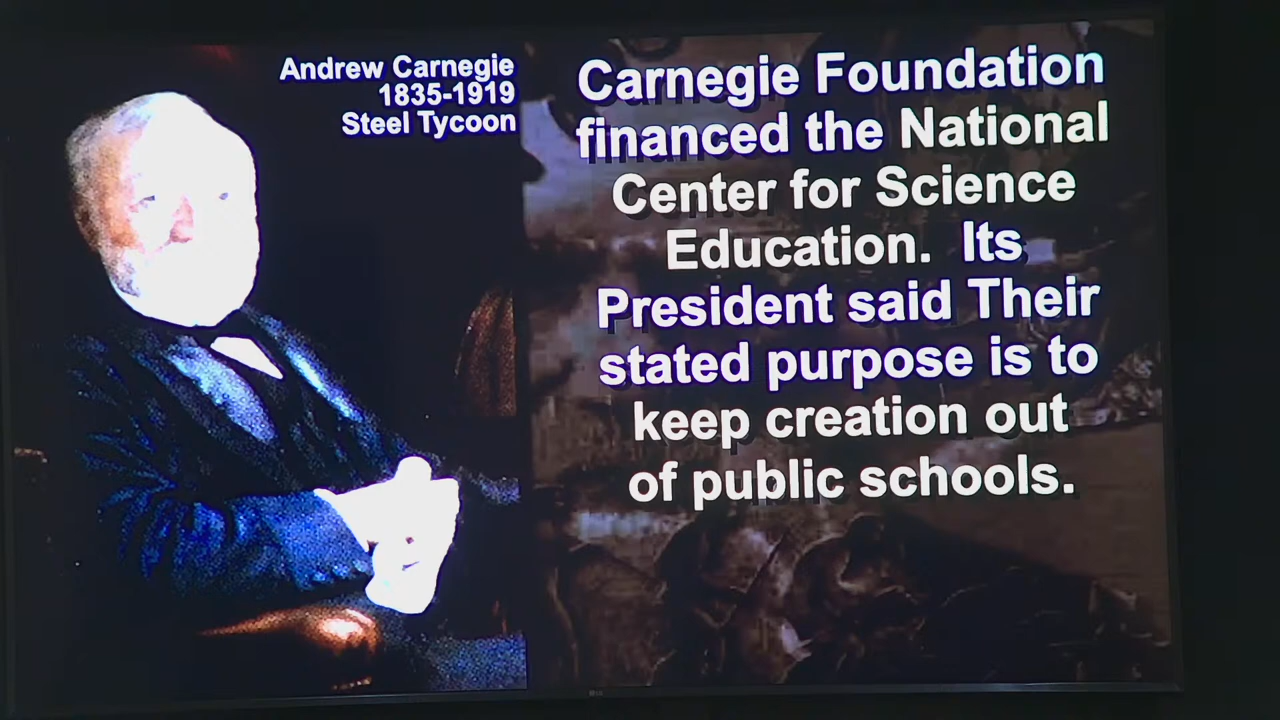 Andrew Carnegie
1835-1919
Steel Tycoon
Carnegie Foundation
financed the National
Center for Science
Education. Its
President said Their
stated purpose is to
keep creation out
of public schools.
LG